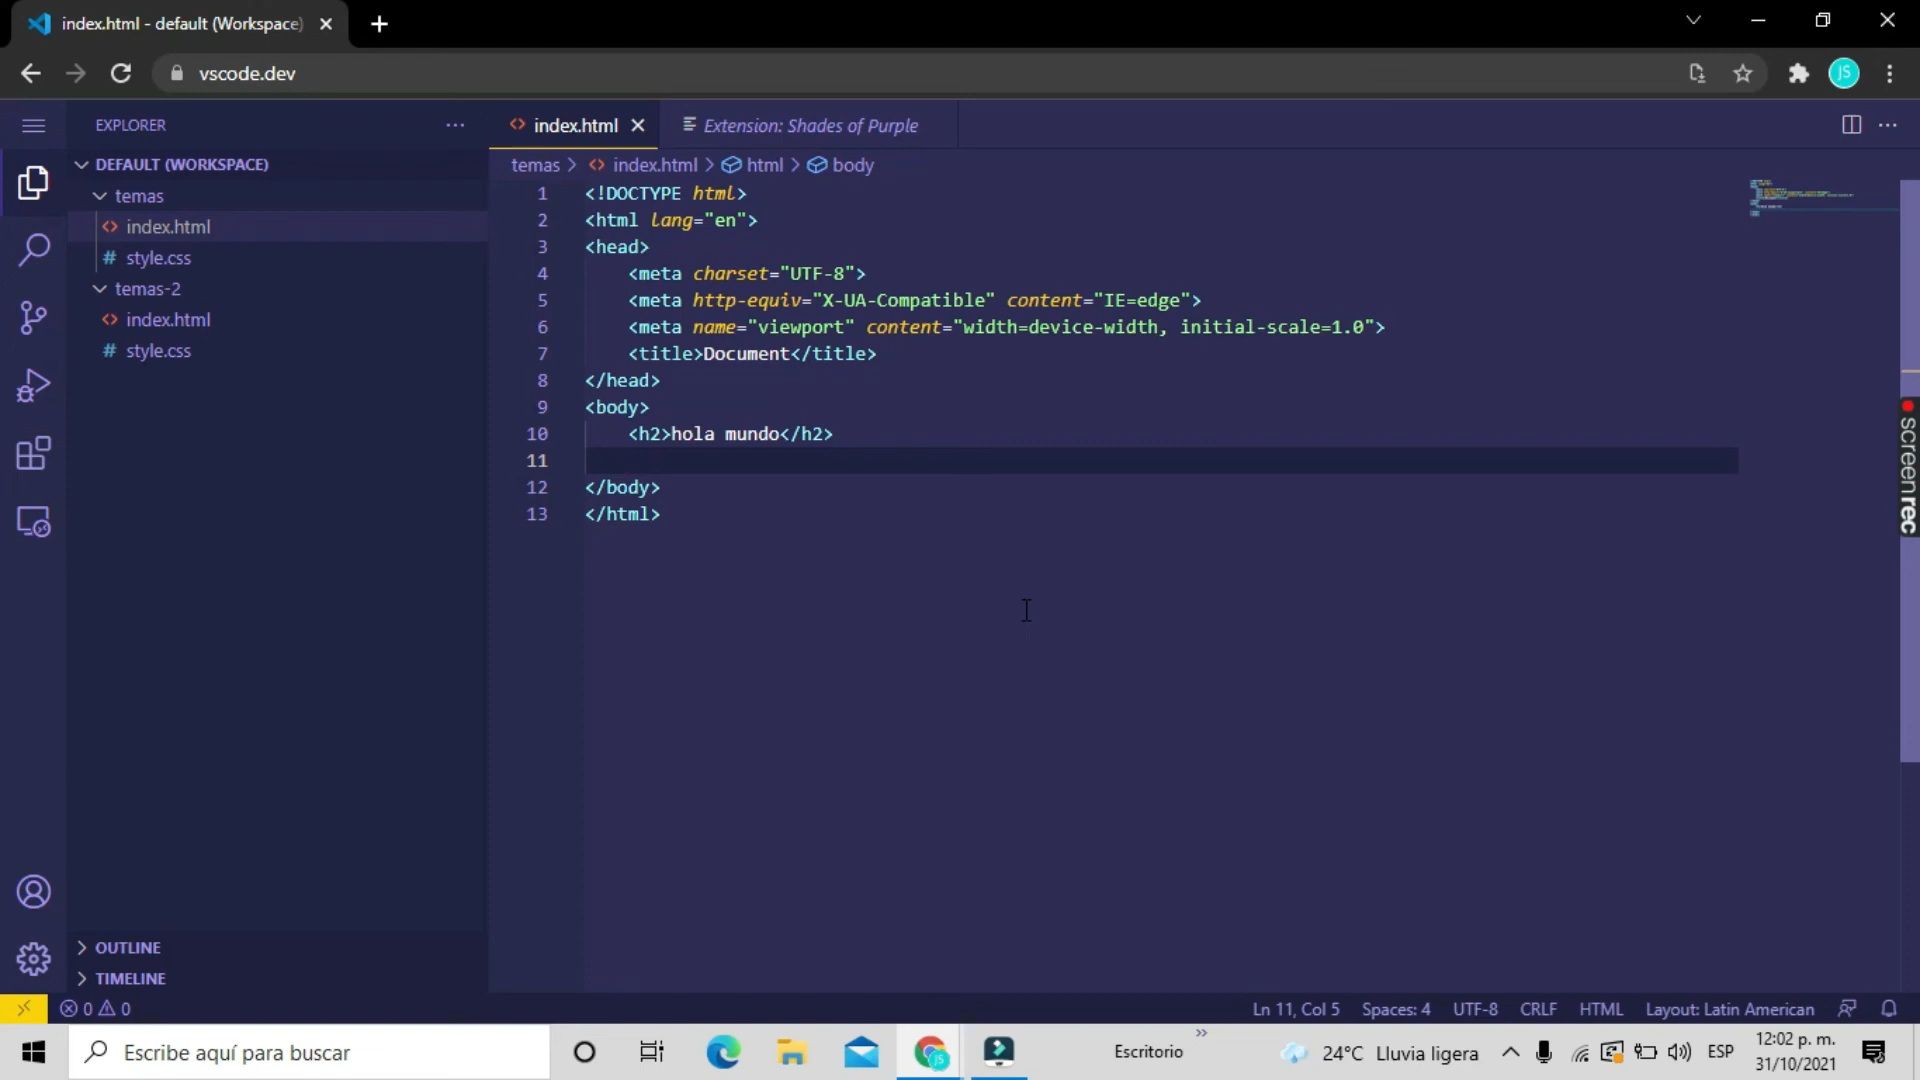 index.html - default (Workspace)
vscode.dev
JS
EXPLORER
DEFAULT (WORKSPACE)
temas
index.html
style.css
temas-2
index.html
style.css
OUTLINE
TIMELINE
index.html
Extension: Shades of Purple
temas > index.html > html > body
1 <!DOCTYPE html>
2 <html lang="en">
3 <head>
4 <meta charset="UTF-8">
5 <meta http-equiv="X-UA-Compatible" content="IE=edge">
6 <meta name="viewport" content="width=device-width, initial-scale=1.0">
7 <title>Document</title>
8 </head>
9 <body>
10 <h2>hola mundo</h2>
11
12 </body>
13 </html>
screenrec
0 0
Ln 11, Col 5 Spaces: 4 UTF-8 CRLF HTML Layout: Latin American
Escribe aquí para buscar
Escritorio
24°C Lluvia ligera
ESP
12:02 p. m.
31/10/2021